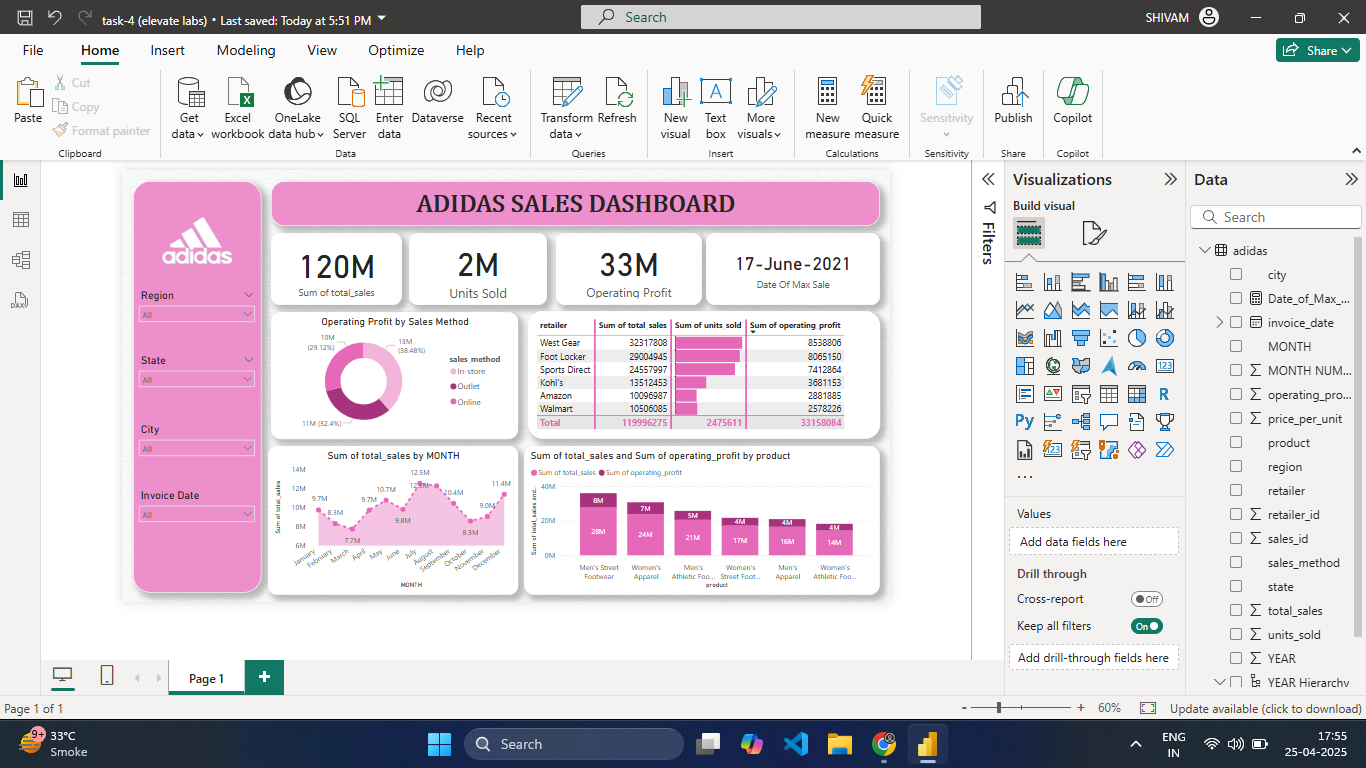 task-4 (elevate labs) • Last saved: Today at 5:51 PM
Search
SHIVAM
File
Home
Insert
Modeling
View
Optimize
Help
Share
Paste
Cut
Copy
Format painter
Clipboard
Get data
Excel workbook
OneLake data hub
SQL Server
Enter data
Dataverse
Recent sources
Data
Transform data
Refresh
Queries
New visual
Text box
More visuals
Insert
New measure
Quick measure
Calculations
Sensitivity
Sensitivity
Publish
Share
Copilot
Copilot
adidas
Region
All
State
All
City
All
Invoice Date
All
ADIDAS SALES DASHBOARD
120M
Sum of total_sales
2M
Units Sold
33M
Operating Profit
17-June-2021
Date Of Max Sale
Operating Profit by Sales Method
10M
(29.12%)
13M
(38.48%)
11M (32.4%)
sales_method
In-store
Outlet
Online
retailer Sum of total_sales Sum of units_sold Sum of operating_profit
West Gear 32317808 8538806
Foot Locker 29004945 8065150
Sports Direct 24557997 7412864
Kohl's 13512453 3681153
Amazon 10096987 2881885
Walmart 10506085 2578226
Total 119996275 2475611 33158084
Sum of total_sales by MONTH
Sum of total_sales
14M
12M
10M
8M
6M
9.7M
8.3M
7.7M
9.7M
10.7M
9.8M
12.5M
10.4M
8.5M
9.0M
11.4M
January
February
March
April
May
June
July
August
September
October
November
December
MONTH
Sum of total_sales and Sum of operating_profit by product
Sum of total_sales Sum of operating_profit
Sum of total_sales and...
40M
20M
0M
8M
28M
7M
24M
5M
21M
4M
17M
4M
16M
4M
14M
Men's Street Footwear
Women's Apparel
Men's Athletic Foo...
Women's Street Foot...
Men's Apparel
Women's Athletic Foo...
product
Filters
Visualizations
Build visual
Values
Add data fields here
Drill through
Cross-report
Off
Keep all filters
On
Add drill-through fields here
Data
Search
adidas
city
Date_of_Max_...
invoice_date
MONTH
MONTH NUM...
operating_pro...
price_per_unit
product
region
retailer
retailer_id
sales_id
sales_method
state
total_sales
units_sold
YEAR
YEAR Hierarchy
Page 1
Page 1 of 1
60%
Update available (click to download)
9+
33°C
Smoke
Search
ENG
IN
17:55
25-04-2025